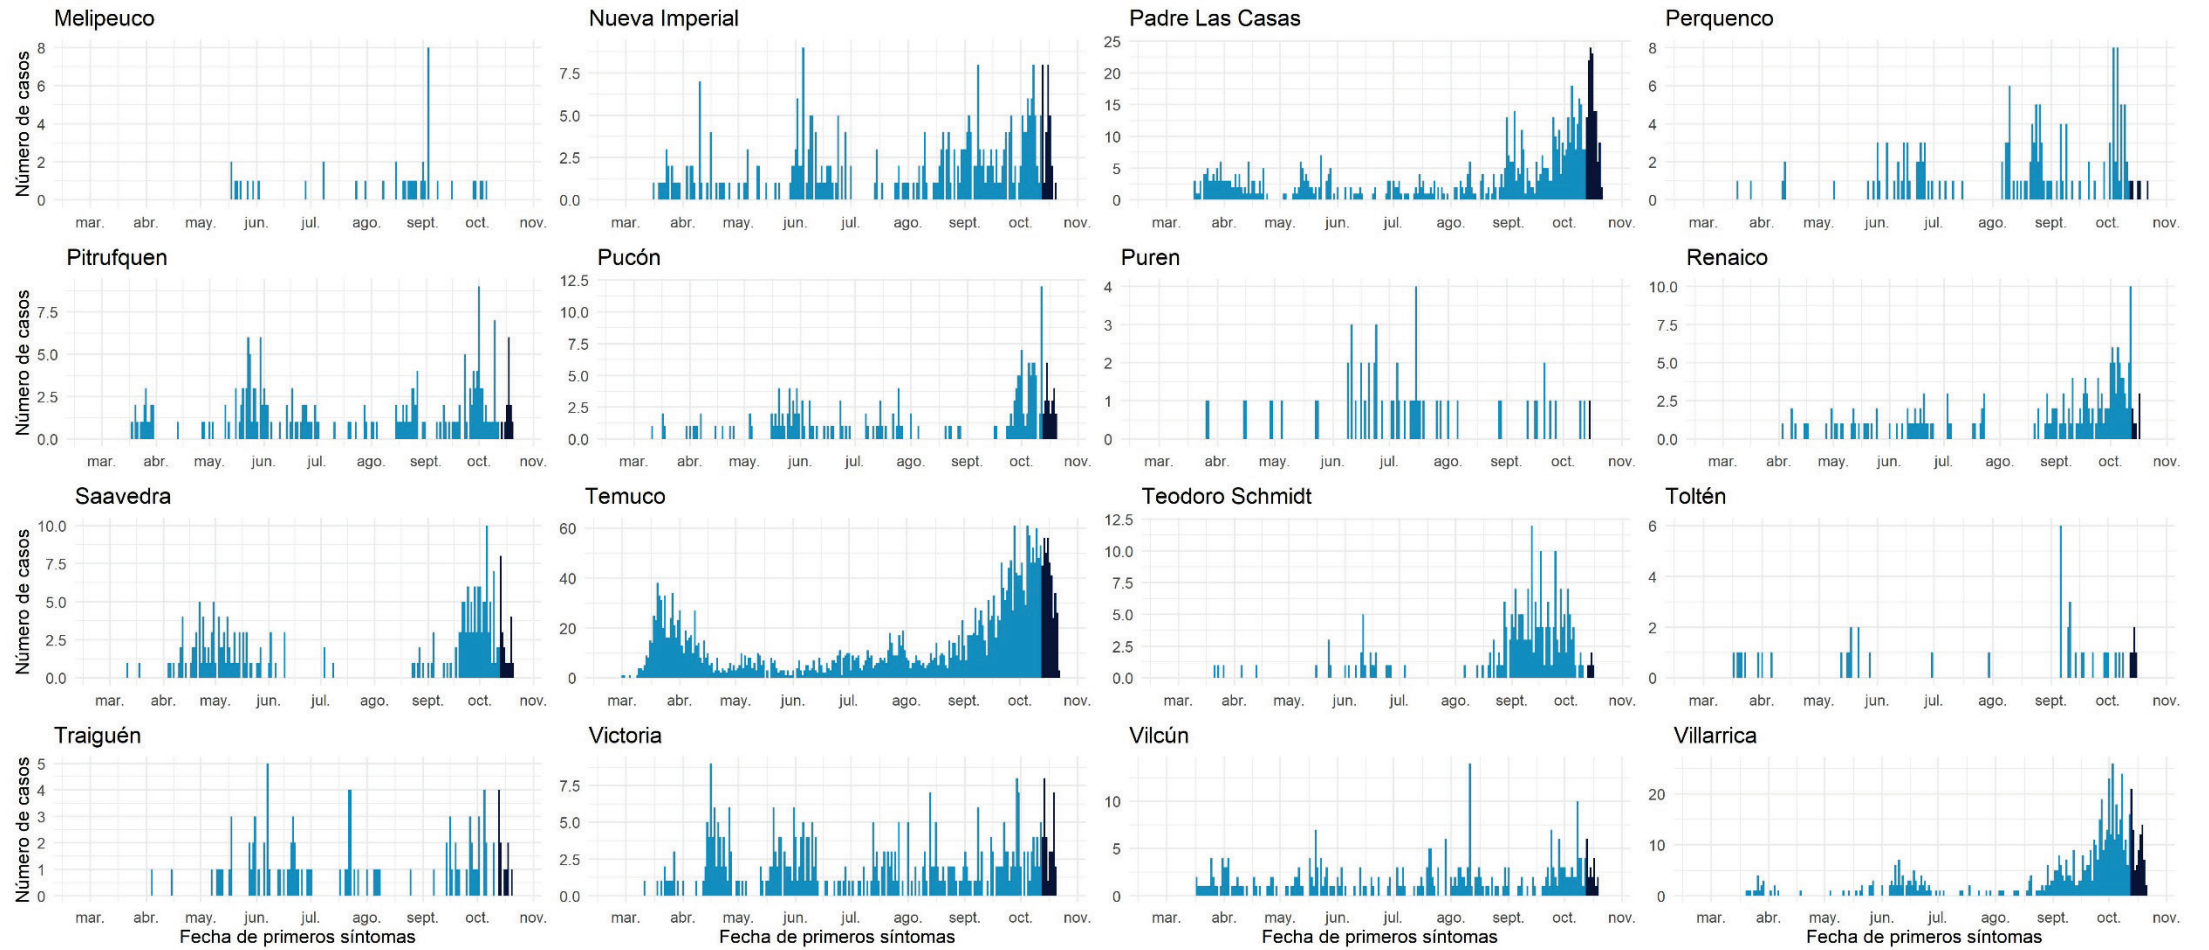 Melipeuco
Nueva Imperial
Padre Las Casas
Perquenco
Número de casos
8
6
4
2
0
7.5
5.0
2.5
0.0
25
20
15
10
5
0
8
6
4
2
0
mar. abr. may. jun. jul. ago. sept. oct. nov.
mar. abr. may. jun. jul. ago. sept. oct. nov.
mar. abr. may. jun. jul. ago. sept. oct. nov.
mar. abr. may. jun. jul. ago. sept. oct. nov.
Pitrufquen
Pucón
Puren
Renaico
Número de casos
7.5
5.0
2.5
0.0
12.5
10.0
7.5
5.0
2.5
0.0
4
3
2
1
0
10.0
7.5
5.0
2.5
0.0
mar. abr. may. jun. jul. ago. sept. oct. nov.
mar. abr. may. jun. jul. ago. sept. oct. nov.
mar. abr. may. jun. jul. ago. sept. oct. nov.
mar. abr. may. jun. jul. ago. sept. oct. nov.
Saavedra
Temuco
Teodoro Schmidt
Toltén
Número de casos
10.0
7.5
5.0
2.5
0.0
60
40
20
0
12.5
10.0
7.5
5.0
2.5
0.0
6
4
2
0
mar. abr. may. jun. jul. ago. sept. oct. nov.
mar. abr. may. jun. jul. ago. sept. oct. nov.
mar. abr. may. jun. jul. ago. sept. oct. nov.
mar. abr. may. jun. jul. ago. sept. oct. nov.
Traiguén
Victoria
Vilcún
Villarrica
Número de casos
5
4
3
2
1
0
7.5
5.0
2.5
0.0
10
5
0
20
10
0
mar. abr. may. jun. jul. ago. sept. oct. nov.
mar. abr. may. jun. jul. ago. sept. oct. nov.
mar. abr. may. jun. jul. ago. sept. oct. nov.
mar. abr. may. jun. jul. ago. sept. oct. nov.
Fecha de primeros síntomas
Fecha de primeros síntomas
Fecha de primeros síntomas
Fecha de primeros síntomas